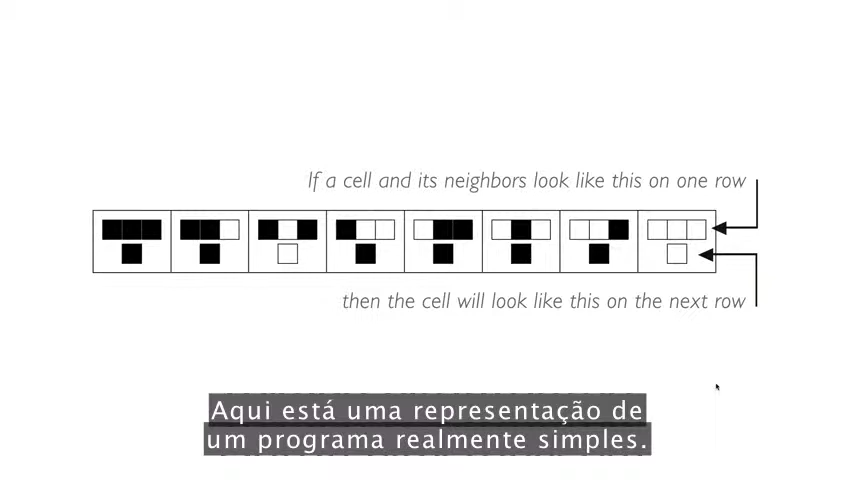 If a cell and its neighbors look like this on one row
then the cell will look like this on the next row
Aqui está uma representação de
um programa realmente simples.